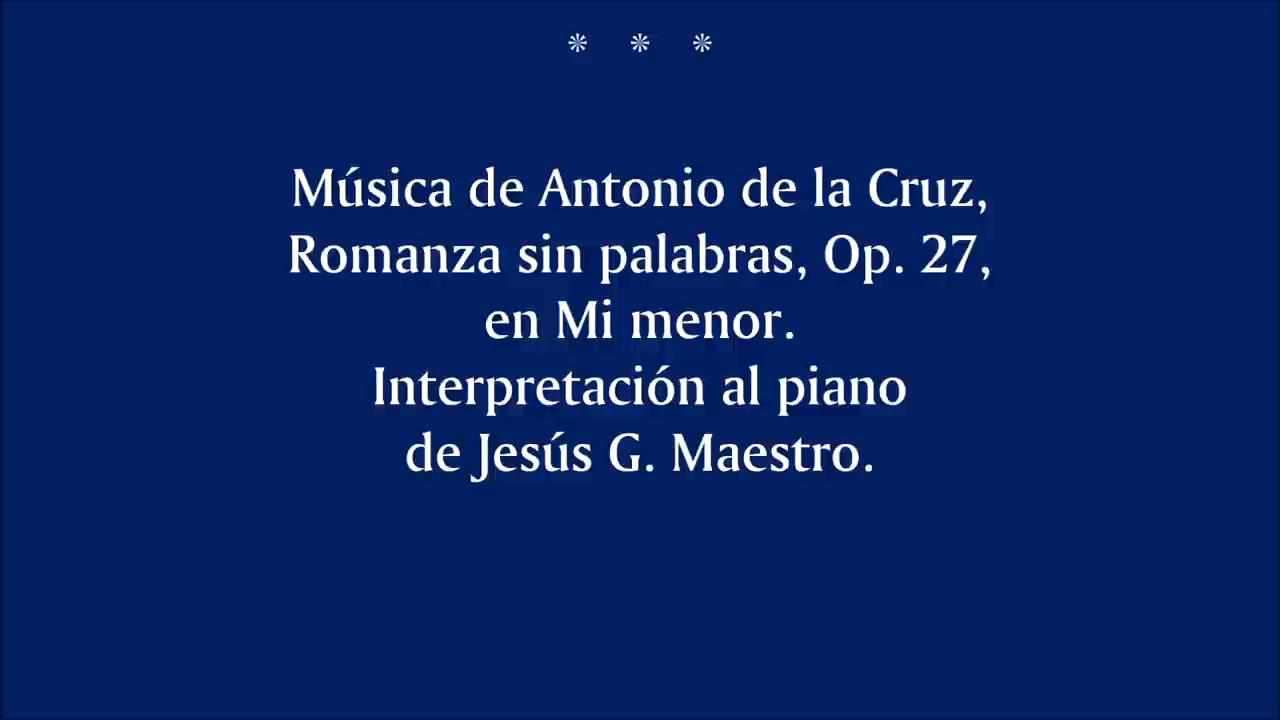 * * *
Música de Antonio de la Cruz,
Romanza sin palabras, Op. 27,
en Mi menor.
Interpretación al piano
de Jesús G. Maestro.